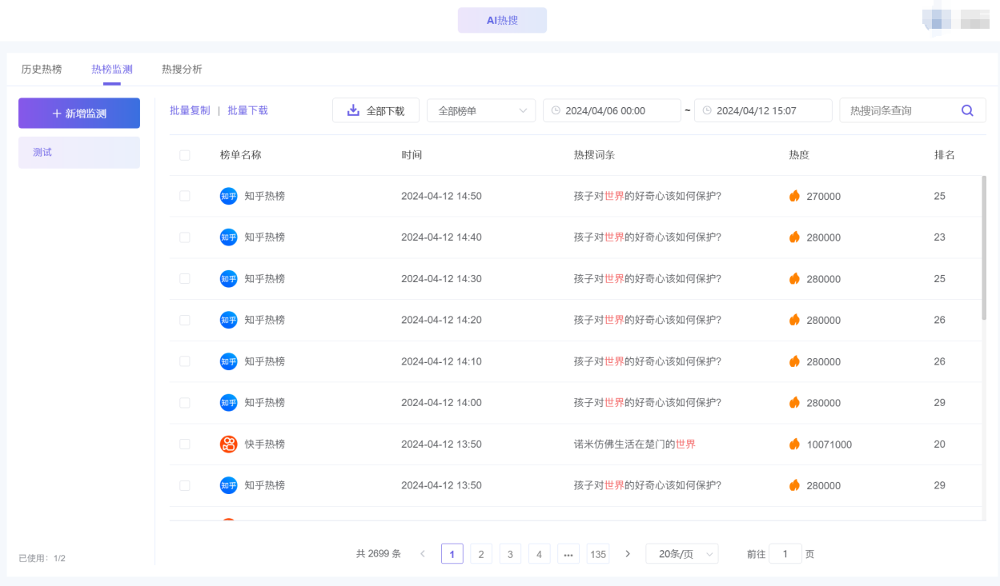 AI热搜
历史热榜 热榜监测 热搜分析
+ 新增监测
测试
已使用：1/2
批量复制 | 批量下载 全部下载 全部榜单 2024/04/06 00:00 ~ 2024/04/12 15:07 热搜词条查询
榜单名称 时间 热搜词条 热度 排名
知乎 知乎热榜 2024-04-12 14:50 孩子对世界的好奇心该如何保护? 270000 25
知乎 知乎热榜 2024-04-12 14:40 孩子对世界的好奇心该如何保护? 280000 23
知乎 知乎热榜 2024-04-12 14:30 孩子对世界的好奇心该如何保护? 280000 25
知乎 知乎热榜 2024-04-12 14:20 孩子对世界的好奇心该如何保护? 280000 26
知乎 知乎热榜 2024-04-12 14:10 孩子对世界的好奇心该如何保护? 280000 26
知乎 知乎热榜 2024-04-12 14:00 孩子对世界的好奇心该如何保护? 280000 29
快手热榜 2024-04-12 13:50 诺米仿佛生活在楚门的世界 10071000 20
知乎 知乎热榜 2024-04-12 13:50 孩子对世界的好奇心该如何保护? 280000 29
共 2699 条 < 1 2 3 4 ••• 135 > 20条/页 前往 1 页